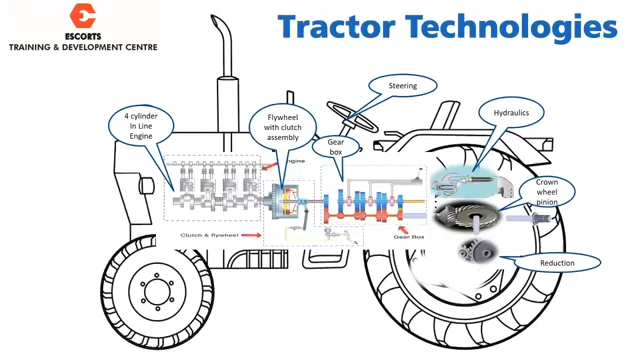 ESCORTS
TRAINING & DEVELOPMENT CENTRE
Tractor Technologies
Steering
4 cylinder
In Line
Engine
Flywheel
with clutch
assembly
Gear
box
Hydraulics
Crown
wheel
pinion
Reduction
Clutch & Flywheel
Gear Box